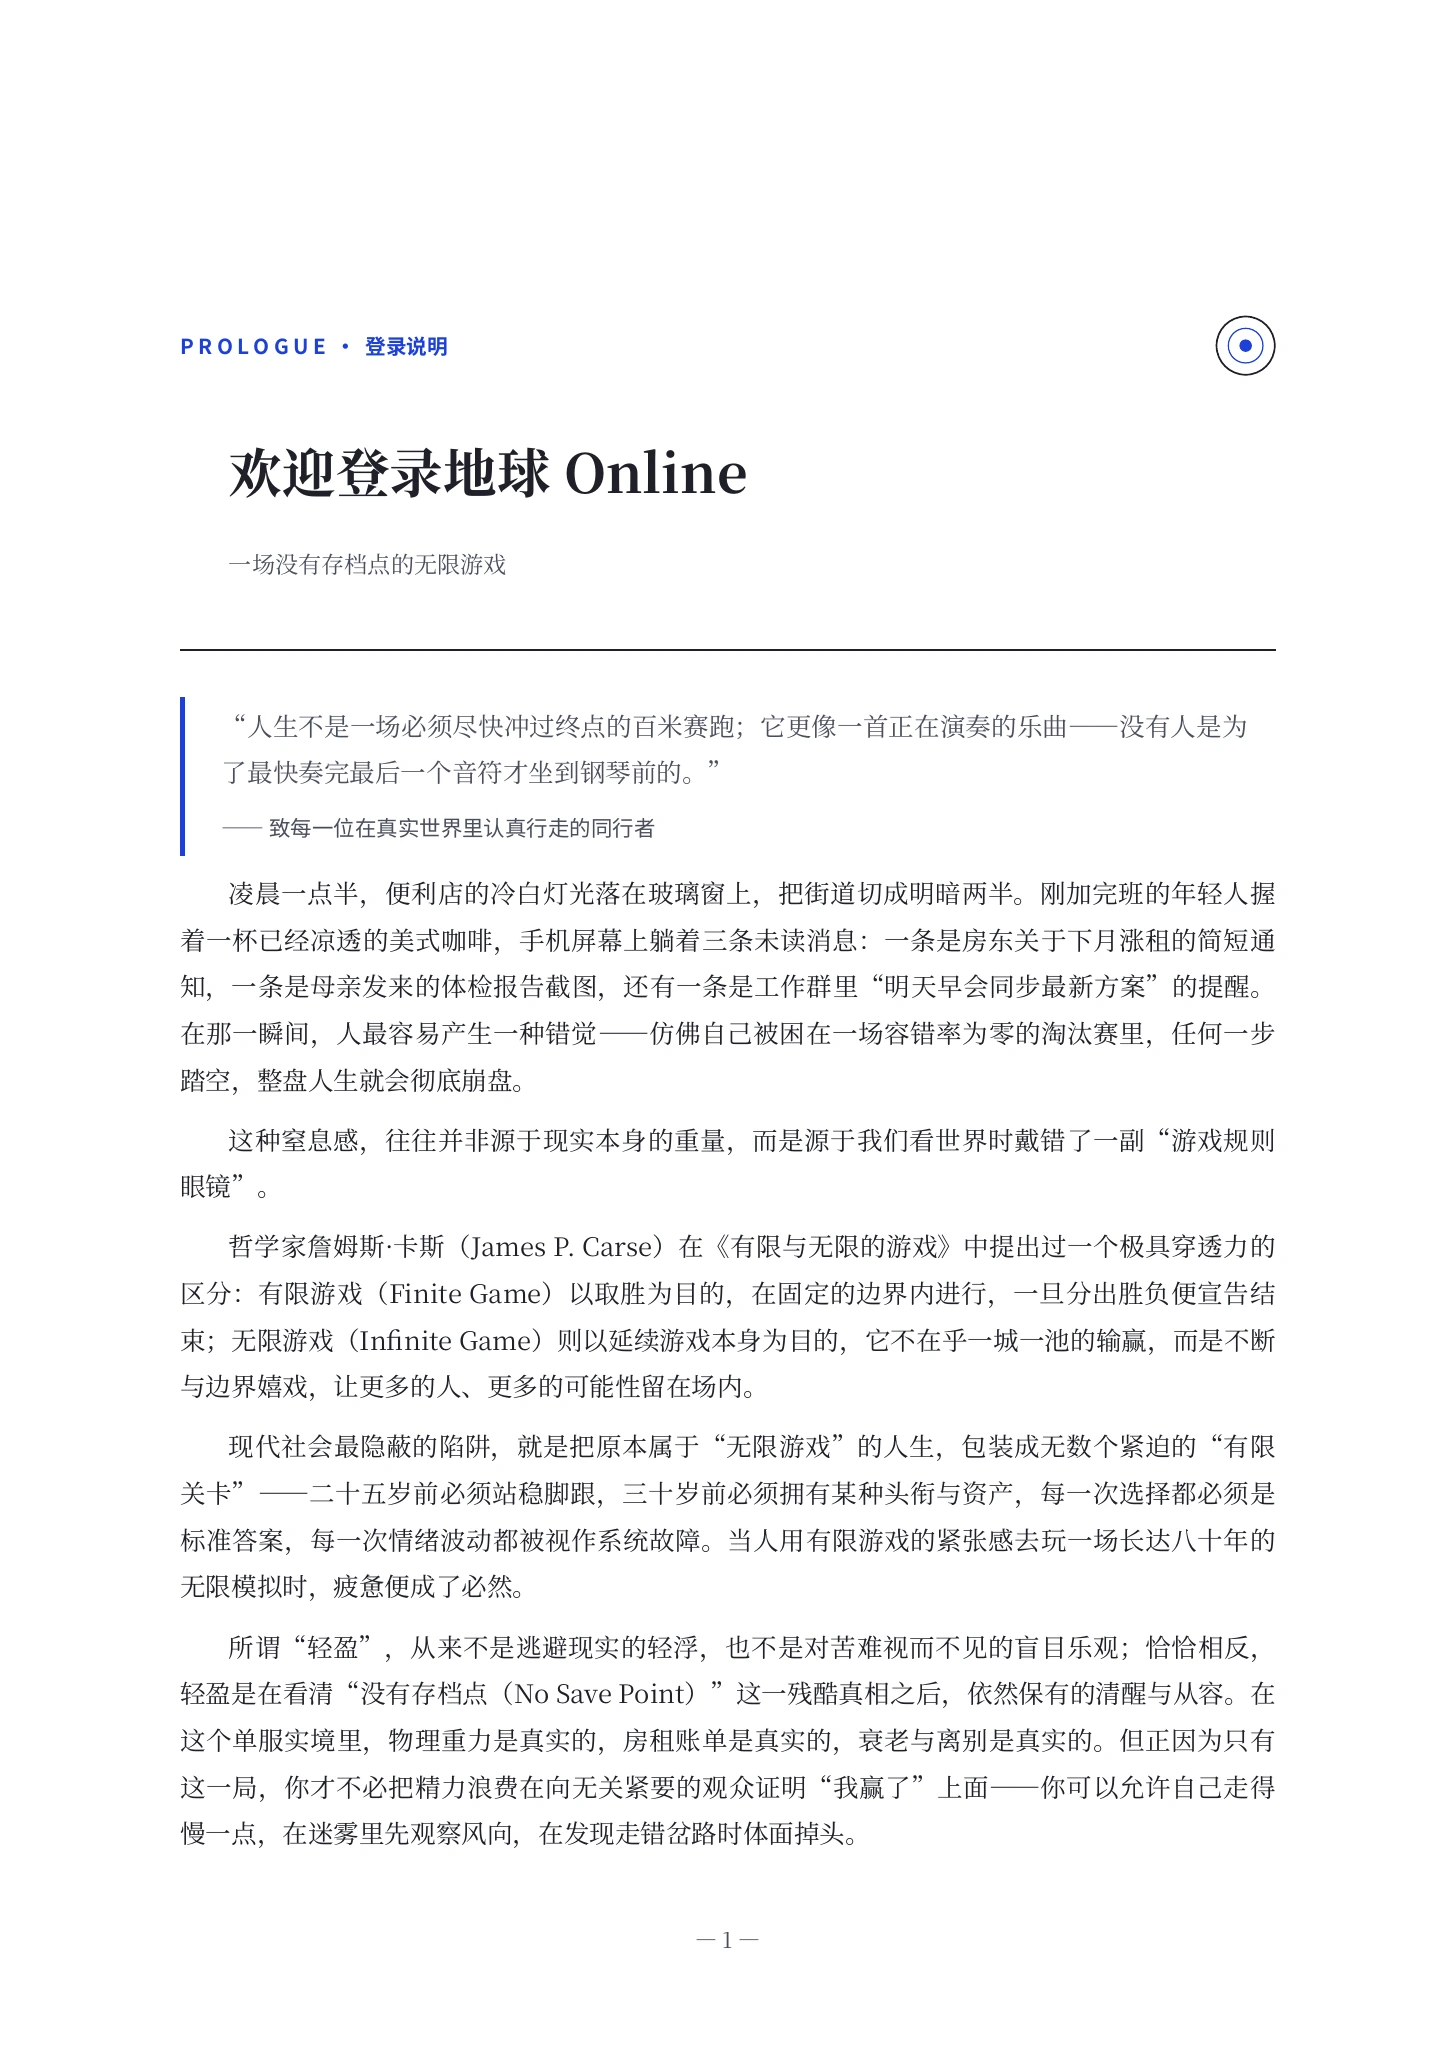 PROLOGUE • 登录说明
欢迎登录地球 Online
一场没有存档点的无限游戏
“人生不是一场必须尽快冲过终点的百米赛跑；它更像一首正在演奏的乐曲——没有人是为
了最快奏完最后一个音符才坐到钢琴前的。”
—— 致每一位在真实世界里认真行走的同行者
凌晨一点半，便利店的冷白灯光落在玻璃窗上，把街道切成明暗两半。刚加完班的年轻人握
着一杯已经凉透的美式咖啡，手机屏幕上躺着三条未读消息：一条是房东关于下月涨租的简短通
知，一条是母亲发来的体检报告截图，还有一条是工作群里“明天早会同步最新方案”的提醒。
在那一瞬间，人最容易产生一种错觉——仿佛自己被困在一场容错率为零的淘汰赛里，任何一步
踏空，整盘人生就会彻底崩盘。
这种窒息感，往往并非源于现实本身的重量，而是源于我们看世界时戴错了一副“游戏规则
眼镜”。
哲学家詹姆斯·卡斯（James P. Carse）在《有限与无限的游戏》中提出过一个极具穿透力的
区分：有限游戏（Finite Game）以取胜为目的，在固定的边界内进行，一旦分出胜负便宣告结
束；无限游戏（Infinite Game）则以延续游戏本身为目的，它不在乎一城一池的输赢，而是不断
与边界嬉戏，让更多的人、更多的可能性留在场内。
现代社会最隐蔽的陷阱，就是把原本属于“无限游戏”的人生，包装成无数个紧迫的“有限
关卡”——二十五岁前必须站稳脚跟，三十岁前必须拥有某种头衔与资产，每一次选择都必须是
标准答案，每一次情绪波动都被视作系统故障。当人用有限游戏的紧张感去玩一场长达八十年的
无限模拟时，疲惫便成了必然。
所谓“轻盈”，从来不是逃避现实的轻浮，也不是对苦难视而不见的盲目乐观；恰恰相反，
轻盈是在看清“没有存档点（No Save Point）”这一残酷真相之后，依然保有的清醒与从容。在
这个单服实境里，物理重力是真实的，房租账单是真实的，衰老与离别是真实的。但正因为只有
这一局，你才不必把精力浪费在向无关紧要的观众证明“我赢了”上面——你可以允许自己走得
慢一点，在迷雾里先观察风向，在发现走错岔路时体面掉头。
— 1 —